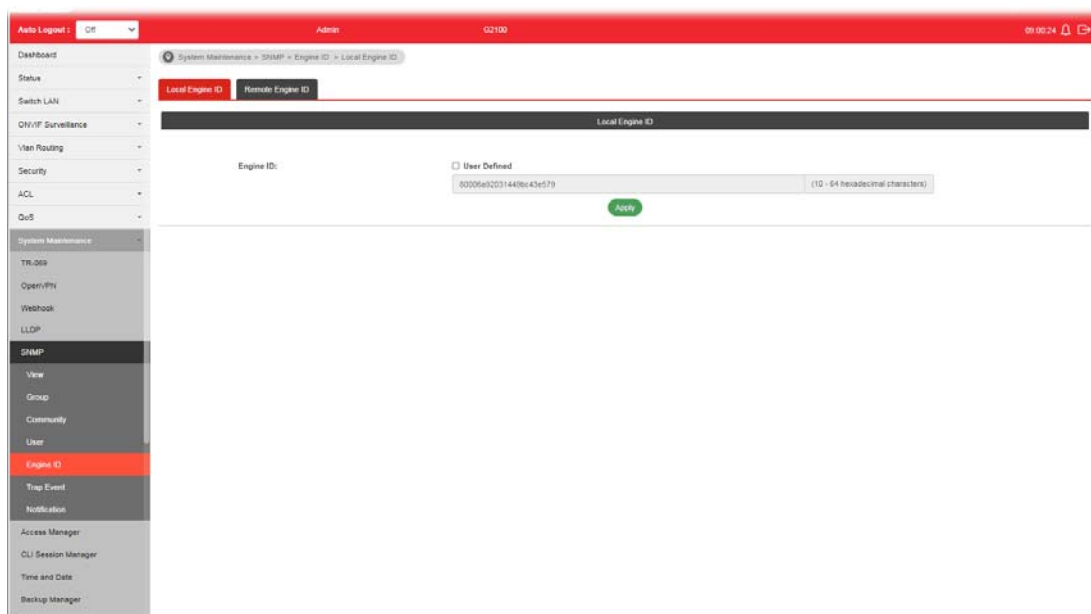 Auto Logout : Off Admin G2100 09:00:24
Dashboard
System Maintenance » SNMP » Engine ID » Local Engine ID
Status
Local Engine ID Remote Engine ID
Switch LAN
ONVIF Surveillance
Local Engine ID
Vlan Routing
Security
Engine ID: User Defined
80006a92031449bc43e579 (10 - 64 hexadecimal characters)
ACL
Apply
QoS
System Maintenance
TR-069
OpenVPN
Webhook
LLDP
SNMP
View
Group
Community
User
Engine ID
Trap Event
Notification
Access Manager
CLI Session Manager
Time and Date
Backup Manager